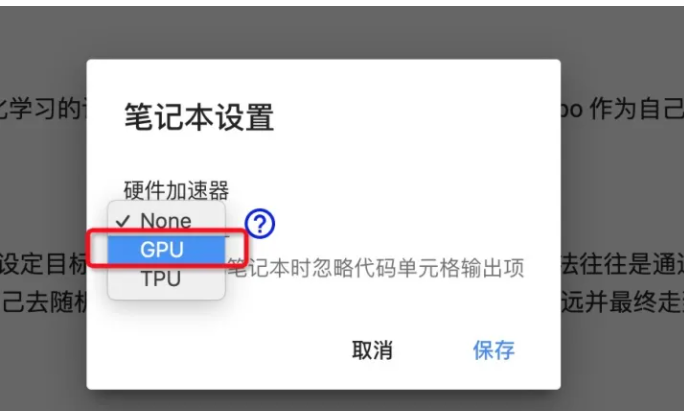 化学习的
oo 作为自己
笔记本设置
硬件加速器
None
GPU
TPU
?
设定目标
笔记本时忽略代码单元格输出项
法往往是通过
己去随机
远并最终走
取消
保存